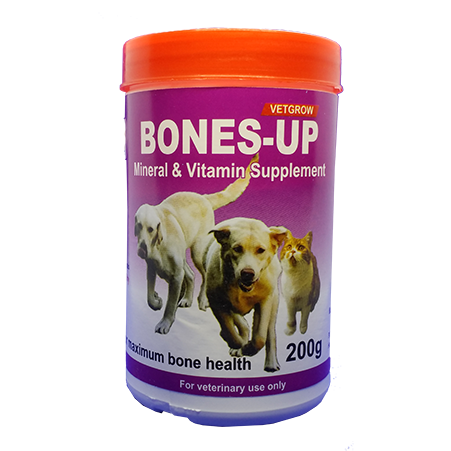 VETGROW
BONES-UP
Mineral & Vitamin Supplement
maximum bone health
200g
For veterinary use only